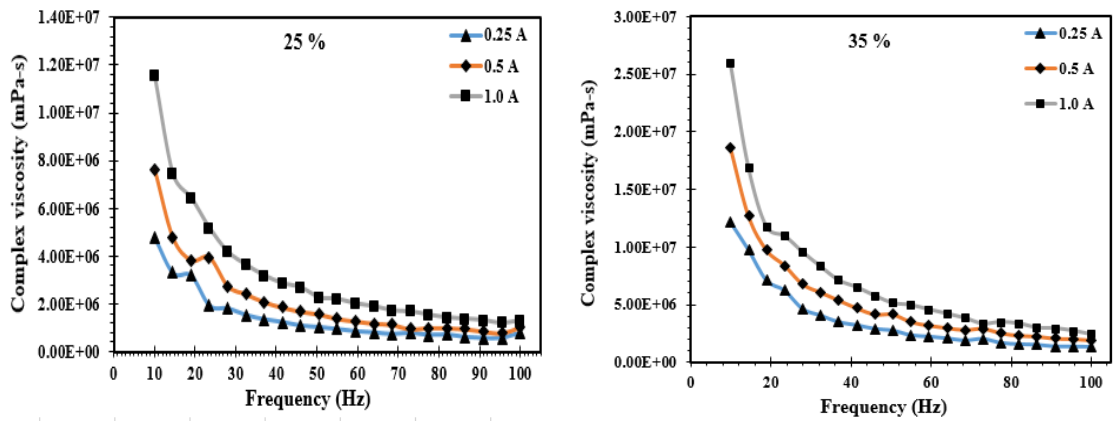 25 %
0.25 A
0.5 A
1.0 A
Complex viscosity (mPa-s)
1.40E+07
1.20E+07
1.00E+07
8.00E+06
6.00E+06
4.00E+06
2.00E+06
0.00E+00
0 10 20 30 40 50 60 70 80 90 100
Frequency (Hz)
35 %
0.25 A
0.5 A
1.0 A
Complex viscosity (mPa-s)
3.00E+07
2.50E+07
2.00E+07
1.50E+07
1.00E+07
5.00E+06
0.00E+00
0 20 40 60 80 100
Frequency (Hz)